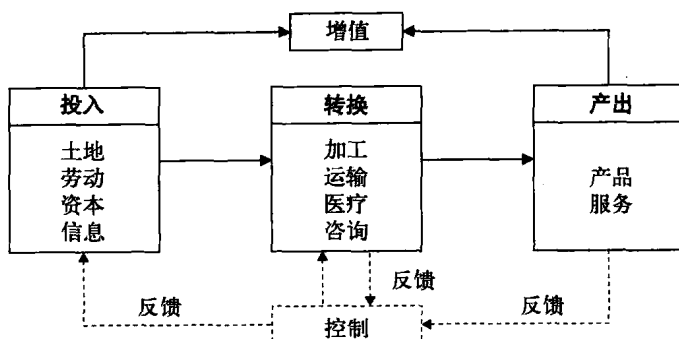 增值
投入
转换
产出
土地
劳动
资本
信息
加工
运输
医疗
咨询
产品
服务
反馈
反馈
反馈
控制